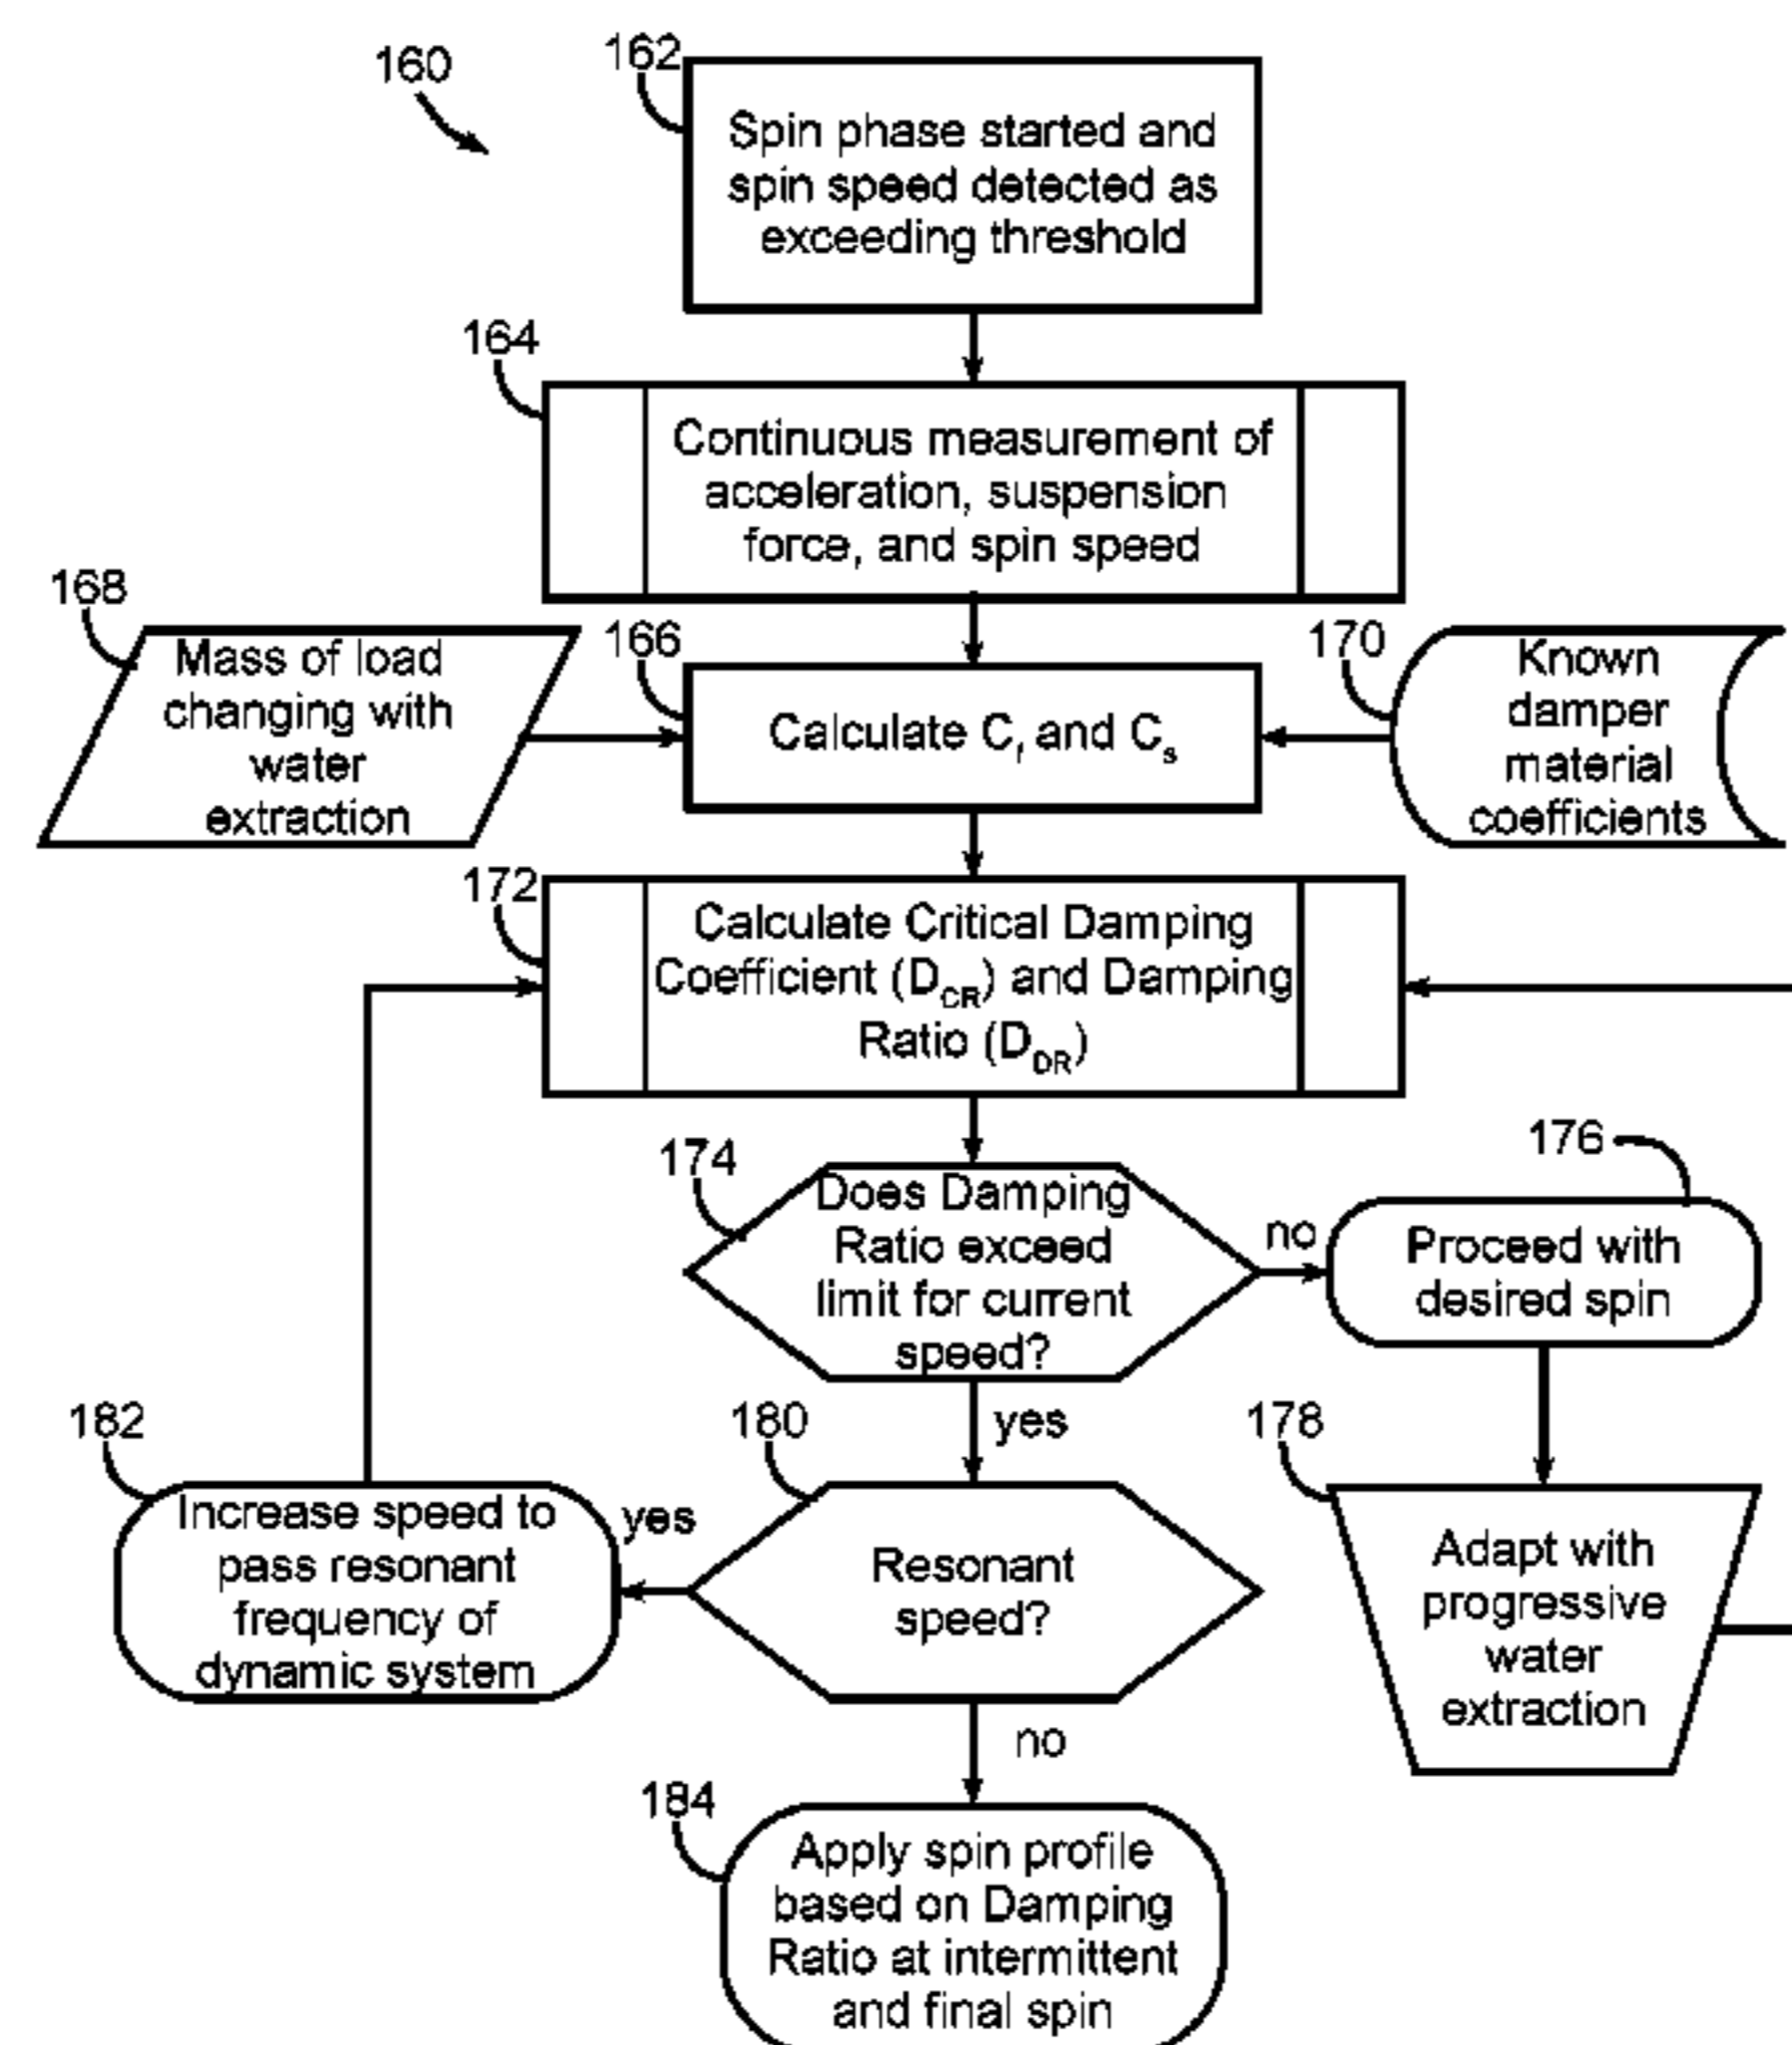 160
162
Spin phase started and
spin speed detected as
exceeding threshold
164
Continuous measurement of
acceleration, suspension
force, and spin speed
168
Mass of load
changing with
water
extraction
166
Calculate Cf and Cs
170
Known
damper
material
coefficients
172
Calculate Critical Damping
Coefficient (DCR) and Damping
Ratio (DDR)
174
Does Damping
Ratio exceed
limit for current
speed?
no
176
Proceed with
desired spin
yes
178
Adapt with
progressive
water
extraction
180
Resonant
speed?
yes
182
Increase speed to
pass resonant
frequency of
dynamic system
no
184
Apply spin profile
based on Damping
Ratio at intermittent
and final spin